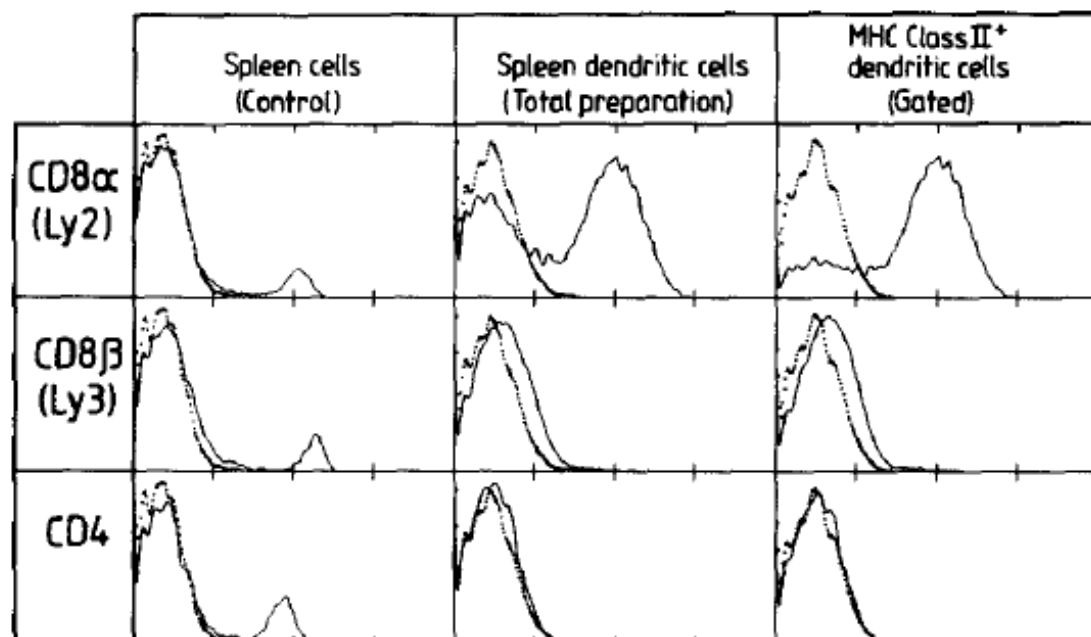 Spleen cells
(Control)
Spleen dendritic cells
(Total preparation)
MHC Class II⁺
dendritic cells
(Gated)
CD8α
(Ly2)
CD8β
(Ly3)
CD4